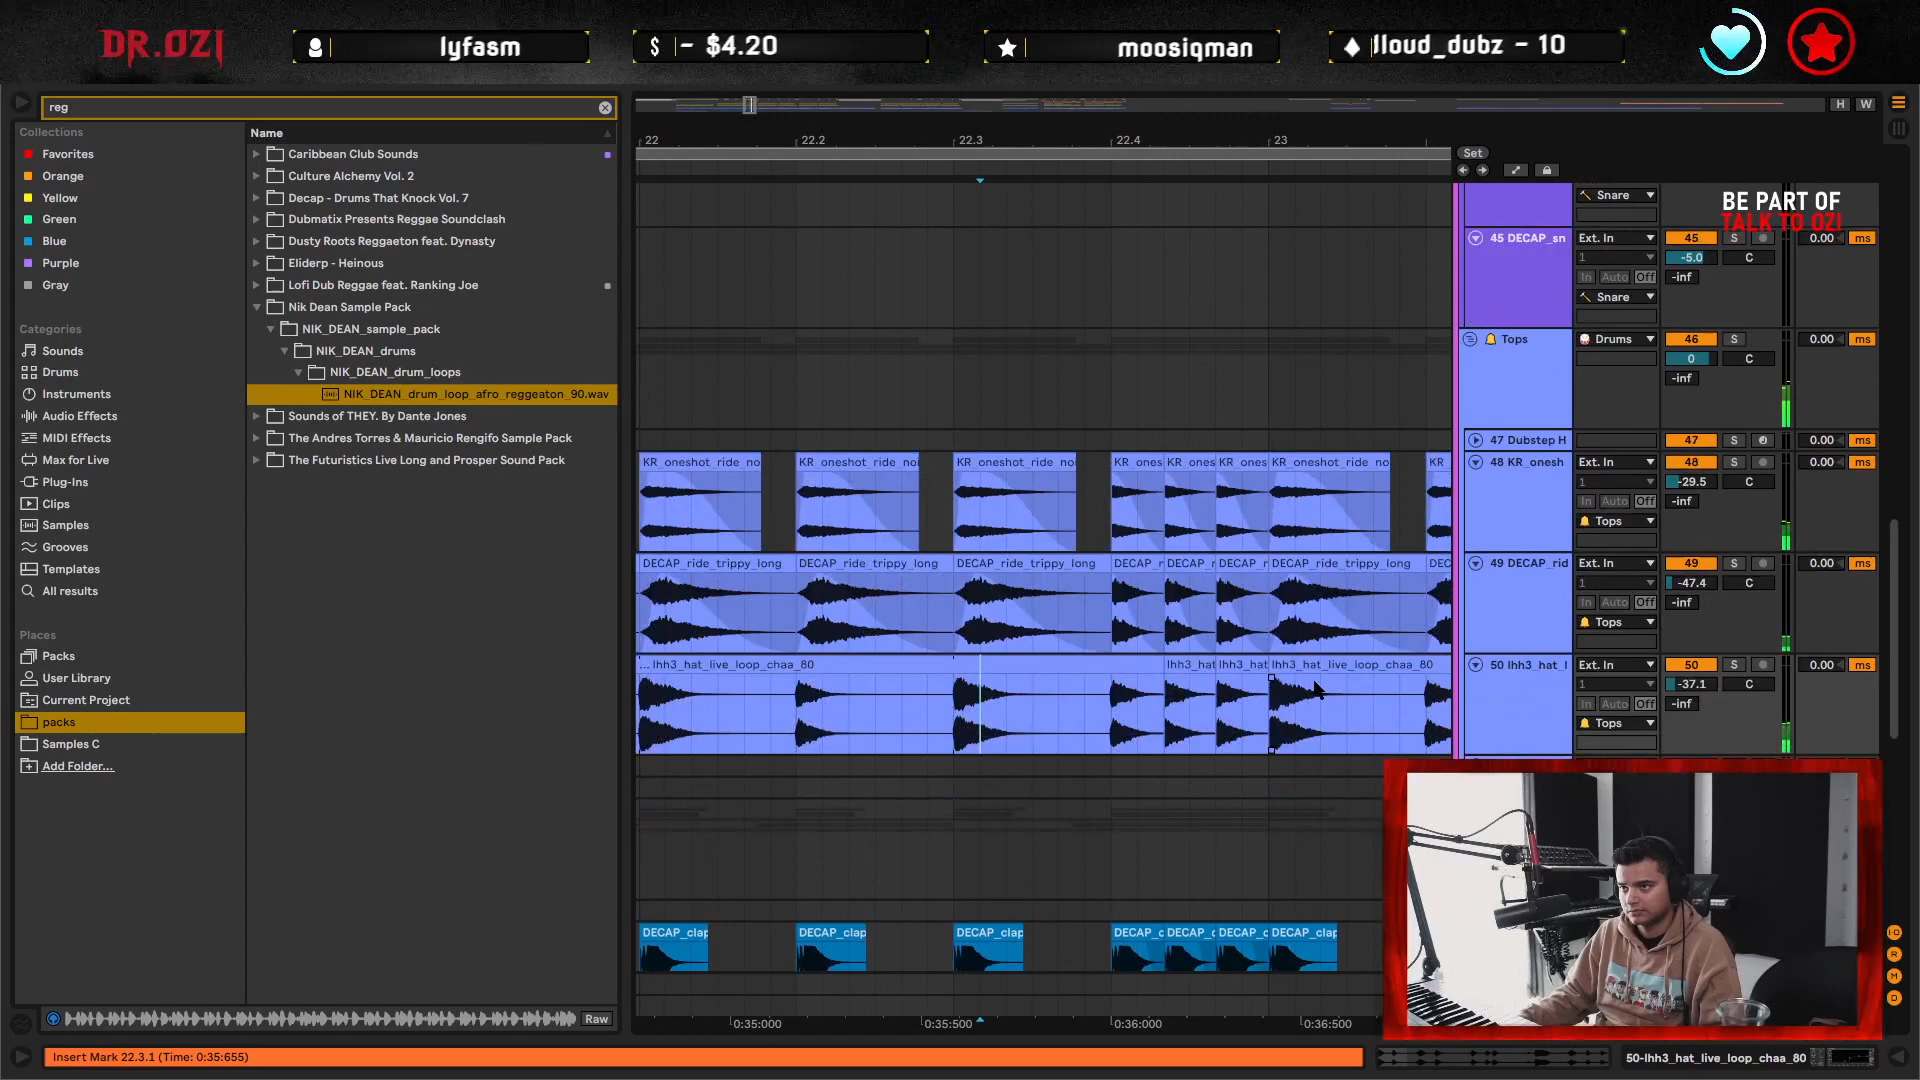 DR.OZI
lyfasm
$ - $4.20
moosiqman
lloud_dubz - 10
reg
H
W
Collections
Favorites
Orange
Yellow
Green
Blue
Purple
Gray
Categories
Sounds
Drums
Instruments
Audio Effects
MIDI Effects
Max for Live
Plug-Ins
Clips
Samples
Grooves
Templates
All results
Places
Packs
User Library
Current Project
packs
Samples C
Add Folder...
Name
Caribbean Club Sounds
Culture Alchemy Vol. 2
Decap - Drums That Knock Vol. 7
Dubmatix Presents Reggae Soundclash
Dusty Roots Reggaeton feat. Dynasty
Eliderp - Heinous
Lofi Dub Reggae feat. Ranking Joe
Nik Dean Sample Pack
NIK_DEAN_sample_pack
NIK_DEAN_drums
NIK_DEAN_drum_loops
NIK_DEAN_drum_loop_afro_reggeaton_90.wav
Sounds of THEY. By Dante Jones
The Andres Torres & Mauricio Rengifo Sample Pack
The Futuristics Live Long and Prosper Sound Pack
Raw
22 22.2 22.3 22.4 23
Set
KR_oneshot_ride_noi KR_oneshot_ride_noi KR_oneshot_ride_noi KR_ones KR_ones KR_ones KR_oneshot_ride_noi KR
DECAP_ride_trippy_long DECAP_ride_trippy_long DECAP_ride_trippy_long DECAP_r DECAP_r DECAP_r DECAP_ride_trippy_long DEC
... lhh3_hat_live_loop_chaa_80 lhh3_hat lhh3_hat lhh3_hat_live_loop_chaa_80
DECAP_clap DECAP_clap DECAP_clap DECAP_c DECAP_c DECAP_c DECAP_clap
0:35:000 0:35:500 0:36:000 0:36:500
Snare
BE PART OF
TALK TO OZI
45 DECAP_sn Ext. In 45 S 0.00 ms
1 -5.0 C
In Auto Off -inf
Snare
Tops Drums 46 S 0.00 ms
0 C
-inf
47 Dubstep H 47 S 0.00 ms
48 KR_onesh Ext. In 48 S 0.00 ms
1 -29.5 C
In Auto Off -inf
Tops
49 DECAP_rid Ext. In 49 S 0.00 ms
1 -47.4 C
In Auto Off -inf
Tops
50 lhh3_hat_l Ext. In 50 S 0.00 ms
1 -37.1 C
In Auto Off -inf
Tops
I-O
R
M
D
Insert Mark 22.3.1 (Time: 0:35:655)
50-lhh3_hat_live_loop_chaa_80